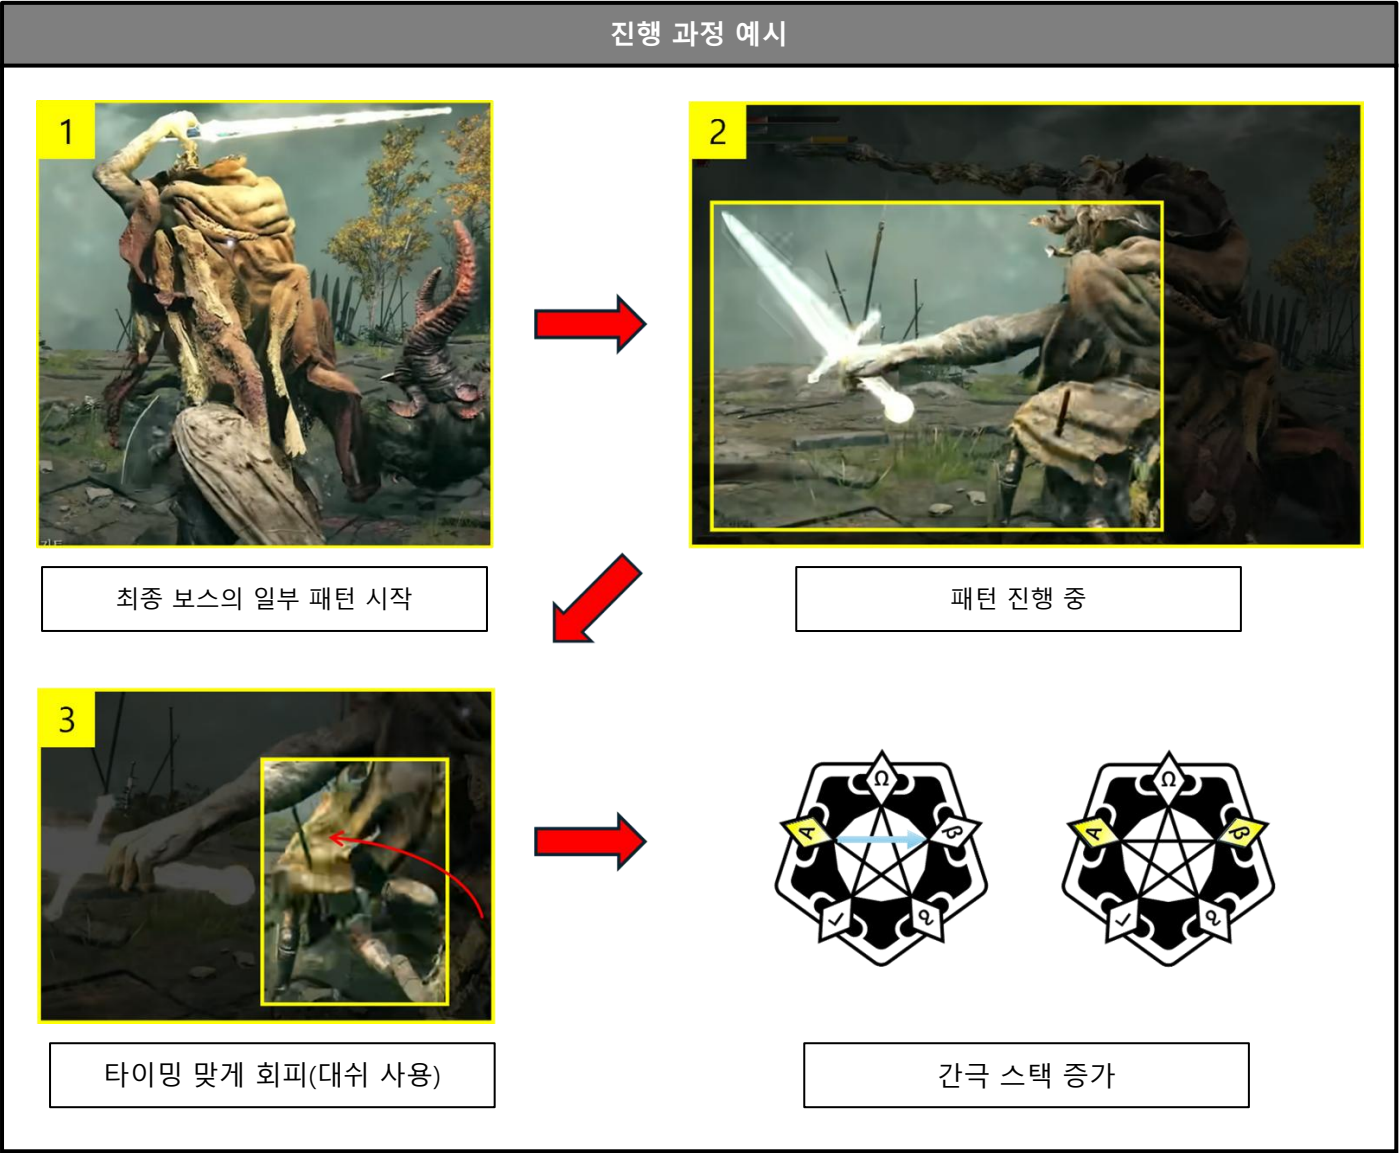 진행 과정 예시
1
2
최종 보스의 일부 패턴 시작
패턴 진행 중
3
Ω
Ω
A
β
A
β
타이밍 맞게 회피(대쉬 사용)
간극 스택 증가